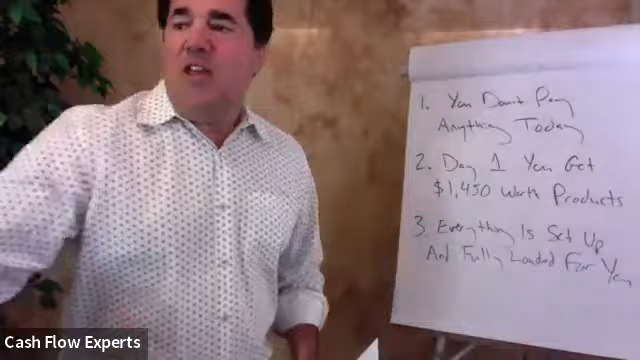 1. You Don't Pay
Anything Today
2. Day 1 You Get
$1,450 Worth Products
3 Everything Is Set Up
And Fully Loaded For You
Cash Flow Experts